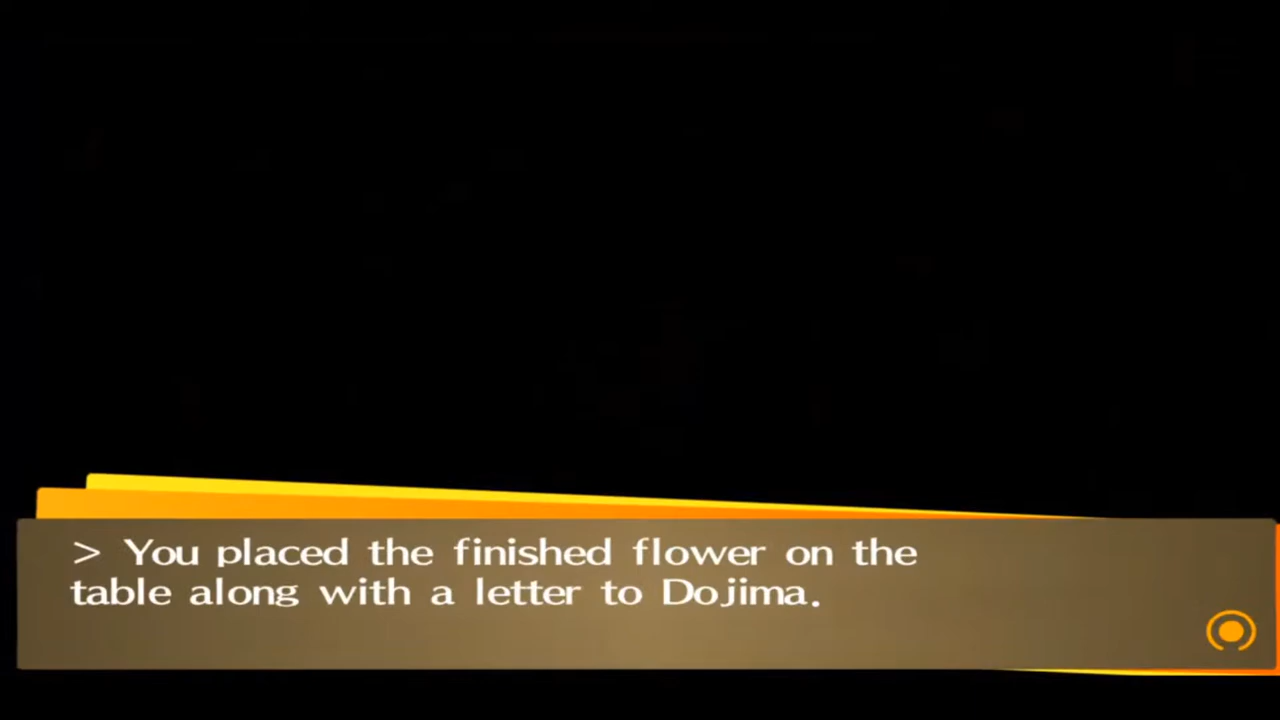 > You placed the finished flower on the
table along with a letter to Dojima.